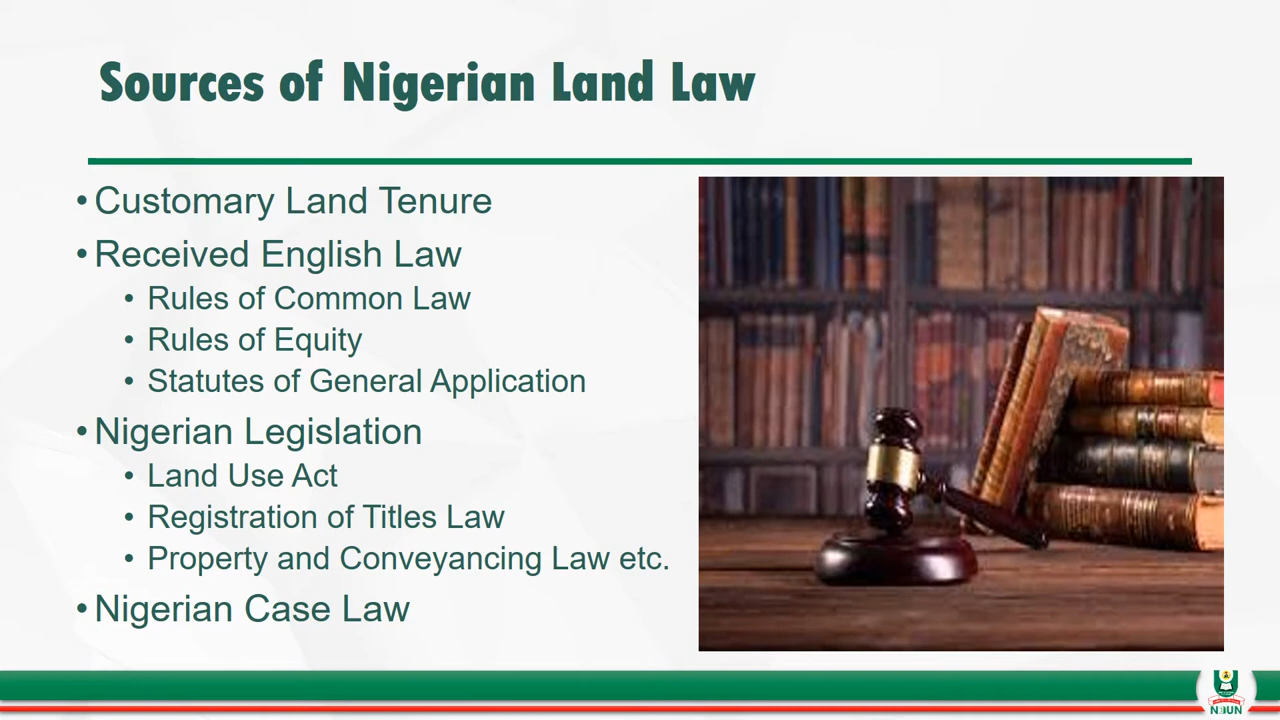 Sources of Nigerian Land Law
•Customary Land Tenure
•Received English Law
• Rules of Common Law
• Rules of Equity
• Statutes of General Application
•Nigerian Legislation
• Land Use Act
• Registration of Titles Law
• Property and Conveyancing Law etc.
•Nigerian Case Law
NOUN